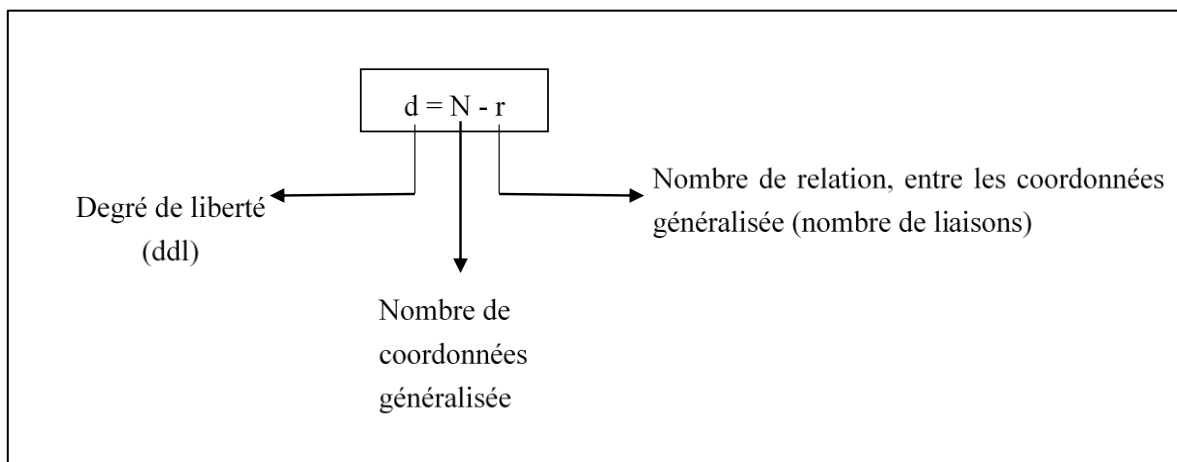 d = N - r
Degré de liberté
(ddl)
Nombre de relation, entre les coordonnées
généralisée (nombre de liaisons)
Nombre de
coordonnées
généralisée